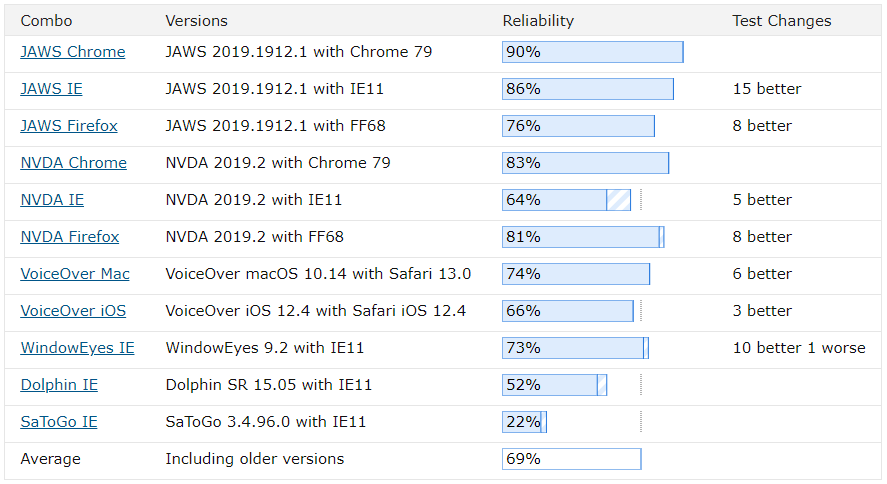 Combo Versions Reliability Test Changes
JAWS Chrome JAWS 2019.1912.1 with Chrome 79 90%
JAWS IE JAWS 2019.1912.1 with IE11 86% 15 better
JAWS Firefox JAWS 2019.1912.1 with FF68 76% 8 better
NVDA Chrome NVDA 2019.2 with Chrome 79 83%
NVDA IE NVDA 2019.2 with IE11 64% 5 better
NVDA Firefox NVDA 2019.2 with FF68 81% 8 better
VoiceOver Mac VoiceOver macOS 10.14 with Safari 13.0 74% 6 better
VoiceOver iOS VoiceOver iOS 12.4 with Safari iOS 12.4 66% 3 better
WindowEyes IE WindowEyes 9.2 with IE11 73% 10 better 1 worse
Dolphin IE Dolphin SR 15.05 with IE11 52%
SaToGo IE SaToGo 3.4.96.0 with IE11 22%
Average Including older versions 69%